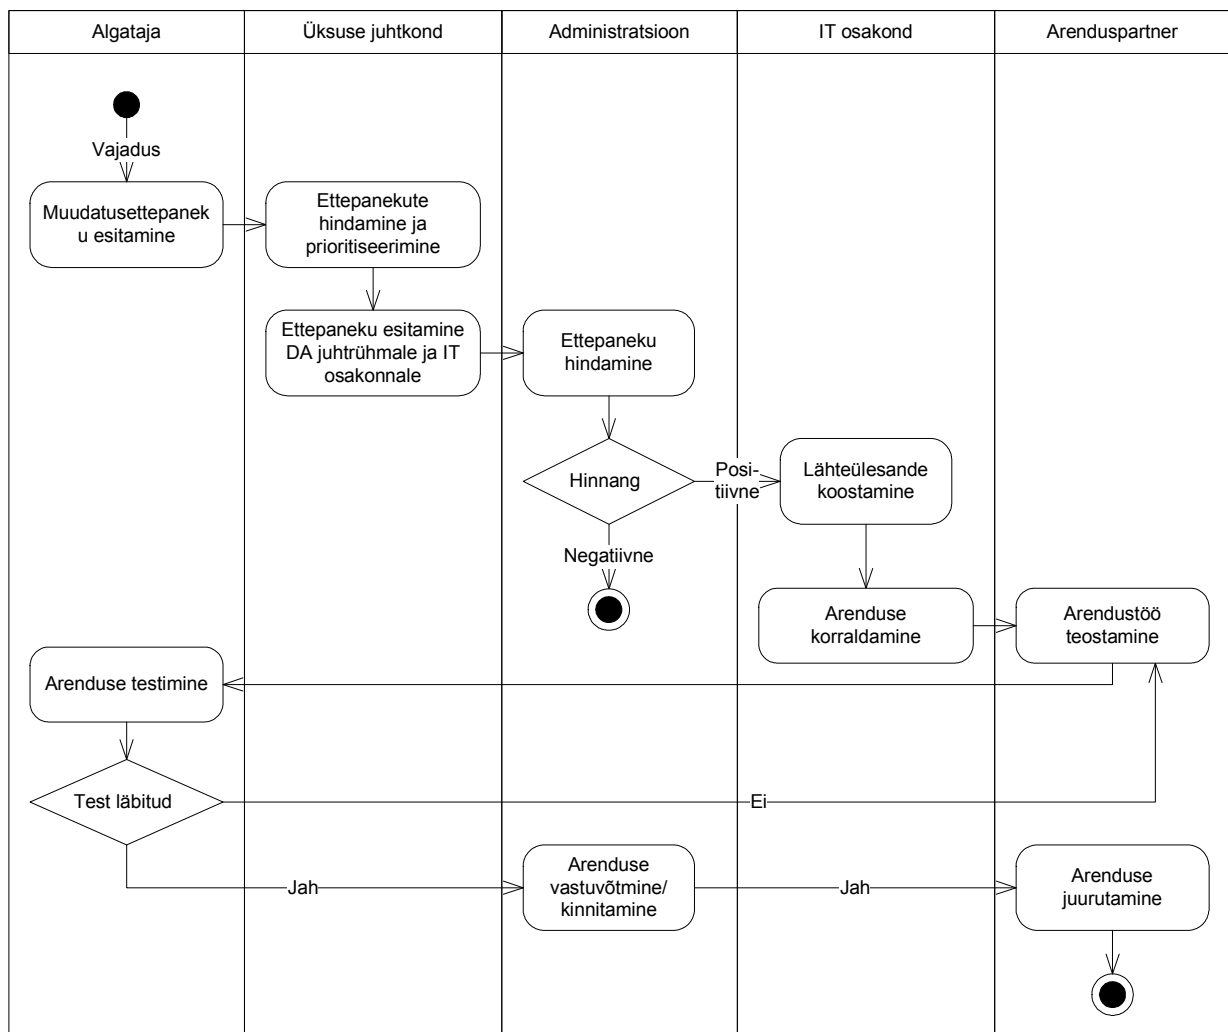 Algataja
Üksuse juhtkond
Administratsioon
IT osakond
Arenduspartner
Vajadus
Muudatusettepanek
u esitamine
Ettepanekute
hindamine ja
prioritiseerimine
Ettepaneku esitamine
DA juhtrühmale ja IT
osakonnale
Ettepaneku
hindamine
Hinnang
Posi-
tiivne
Negatiivne
Lähteülesande
koostamine
Arenduse
korraldamine
Arendustöö
teostamine
Arenduse testimine
Test läbitud
Ei
Jah
Arenduse
vastuvõtmine/
kinnitamine
Jah
Arenduse
juurutamine